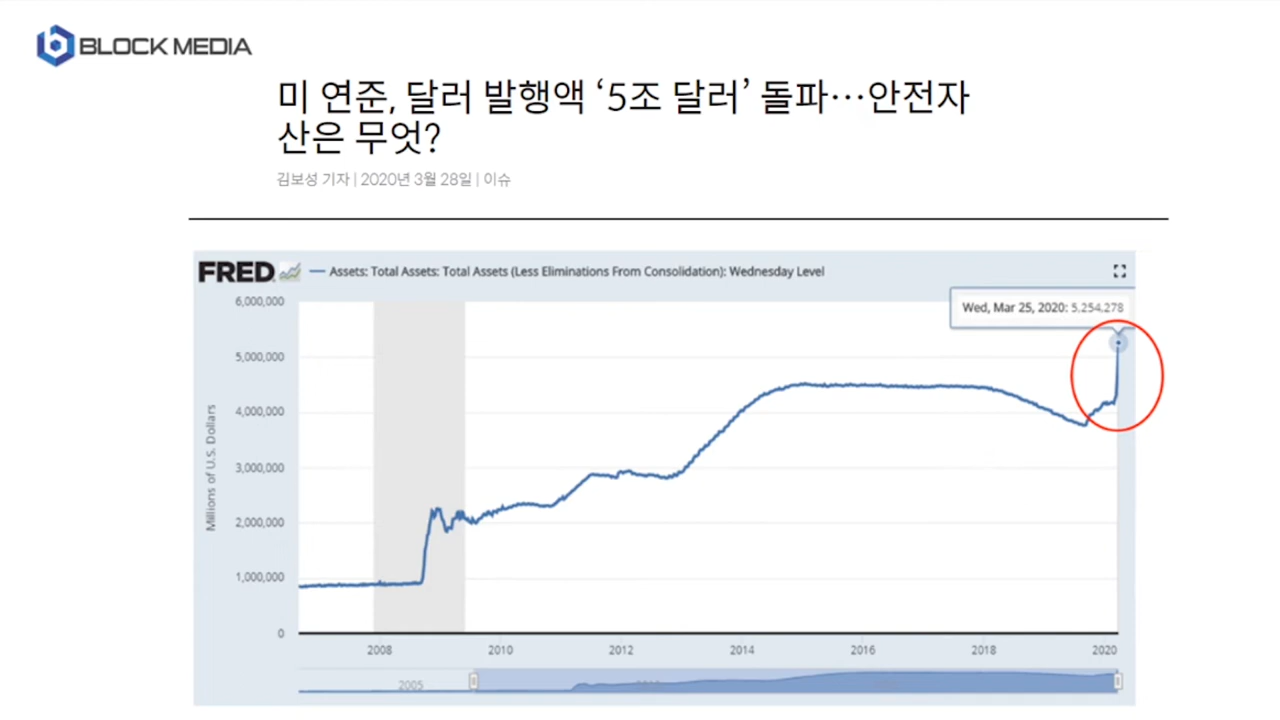 BLOCK MEDIA
미 연준, 달러 발행액 ‘5조 달러’ 돌파…안전자
산은 무엇?
김보성 기자 | 2020년 3월 28일 | 이슈
FRED
Assets: Total Assets: Total Assets (Less Eliminations From Consolidation): Wednesday Level
Wed, Mar 25, 2020: 5,254,278
6,000,000
5,000,000
4,000,000
3,000,000
2,000,000
1,000,000
0
Millions of U.S. Dollars
2008 2010 2012 2014 2016 2018 2020
2005